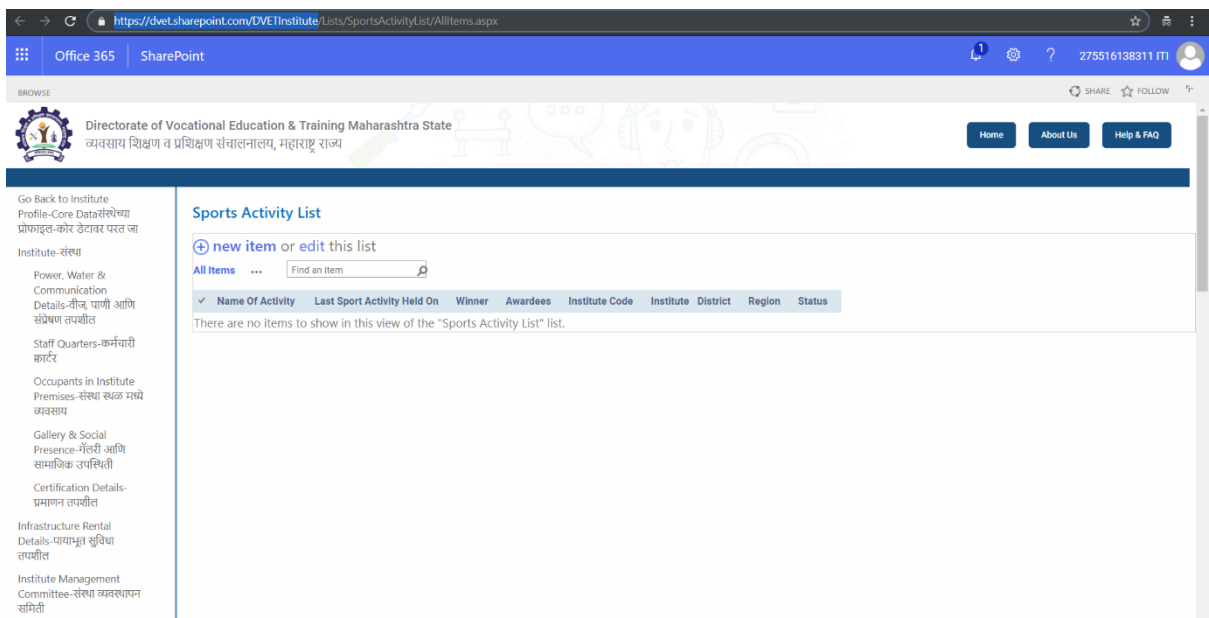 https://dvet.sharepoint.com/DVETInstitute/Lists/SportsActivityList/AllItems.aspx
Office 365 SharePoint 1 ? 275516138311 ITI
BROWSE SHARE FOLLOW
Directorate of Vocational Education & Training Maharashtra State
व्यवसाय शिक्षण व प्रशिक्षण संचालनालय, महाराष्ट्र राज्य
Home About Us Help & FAQ
Go Back to Institute
Profile-Core Dataसंस्थेच्या
प्रोफाइल-कोर डेटावर परत जा
Institute-संस्था
Power, Water &
Communication
Details-वीज, पाणी आणि
संप्रेषण तपशील
Staff Quarters-कर्मचारी
क्वार्टर
Occupants in Institute
Premises-संस्था स्थळ मध्ये
व्यवसाय
Gallery & Social
Presence-गॅलरी आणि
सामाजिक उपस्थिती
Certification Details-
प्रमाणन तपशील
Infrastructure Rental
Details-पायाभूत सुविधा
तपशील
Institute Management
Committee-संस्था व्यवस्थापन
समिती
Sports Activity List
new item or edit this list
All Items ... Find an item
Name Of Activity Last Sport Activity Held On Winner Awardees Institute Code Institute District Region Status
There are no items to show in this view of the "Sports Activity List" list.